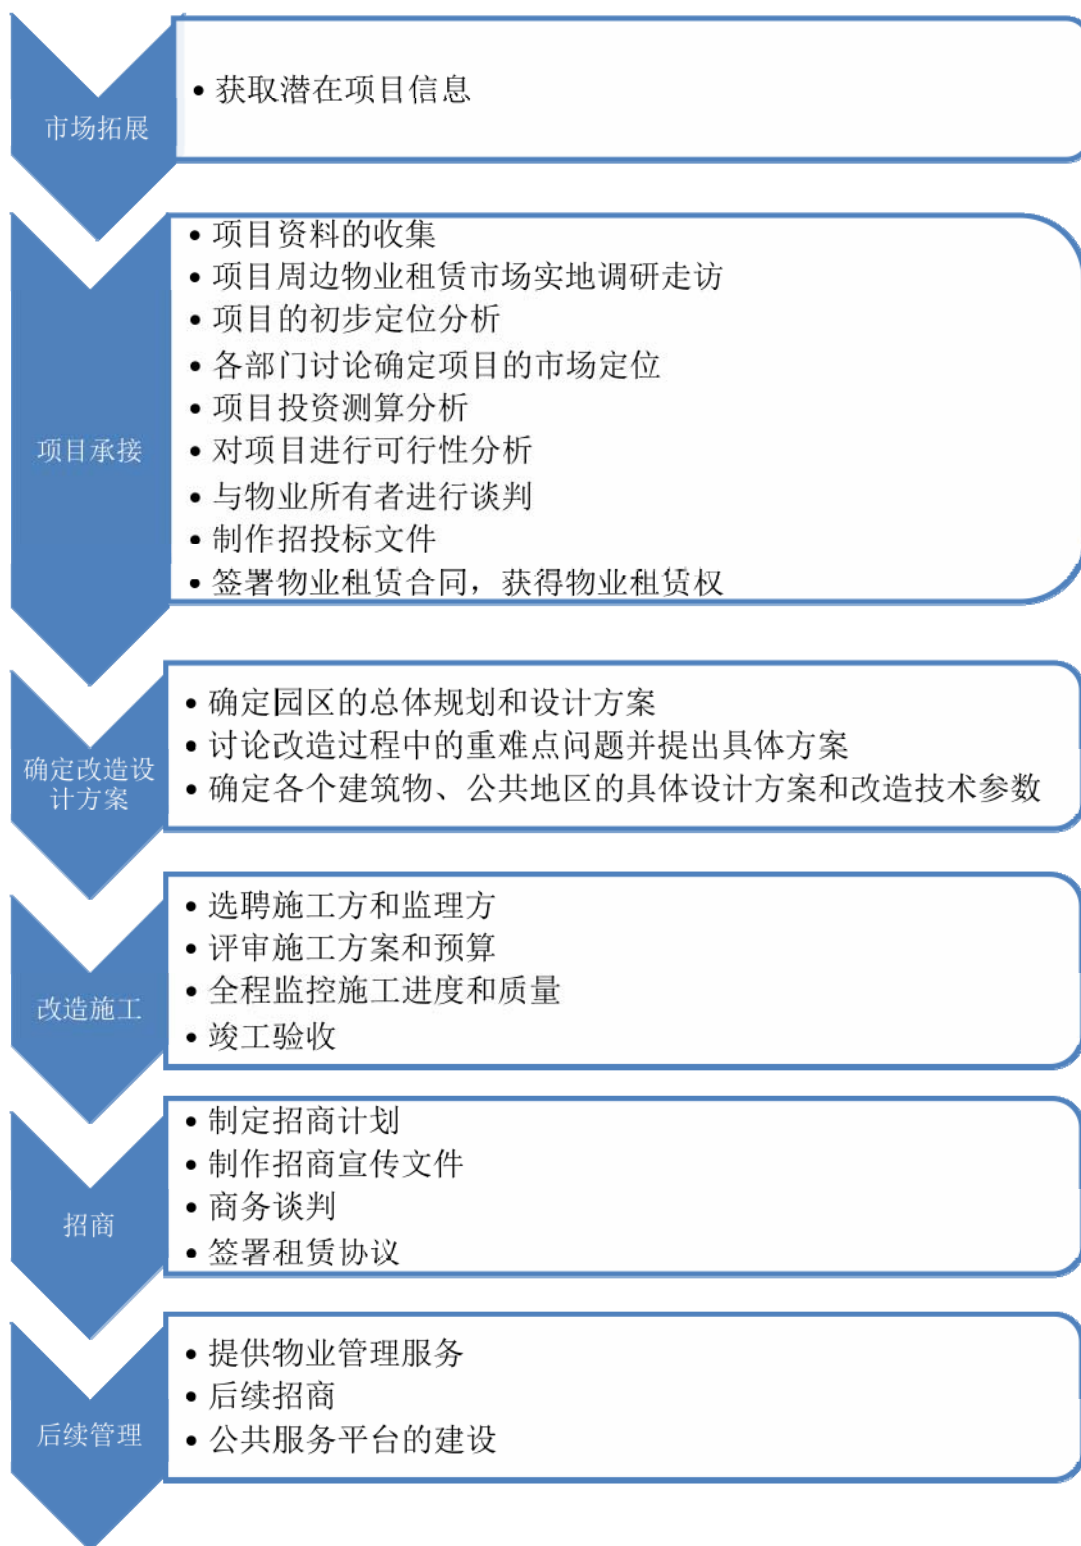 市场拓展
• 获取潜在项目信息
项目承接
• 项目资料的收集
• 项目周边物业租赁市场实地调研走访
• 项目的初步定位分析
• 各部门讨论确定项目的市场定位
• 项目投资测算分析
• 对项目进行可行性分析
• 与物业所有者进行谈判
• 制作招投标文件
• 签署物业租赁合同，获得物业租赁权
确定改造设
计方案
• 确定园区的总体规划和设计方案
• 讨论改造过程中的重难点问题并提出具体方案
• 确定各个建筑物、公共地区的具体设计方案和改造技术参数
改造施工
• 选聘施工方和监理方
• 评审施工方案和预算
• 全程监控施工进度和质量
• 竣工验收
招商
• 制定招商计划
• 制作招商宣传文件
• 商务谈判
• 签署租赁协议
后续管理
• 提供物业管理服务
• 后续招商
• 公共服务平台的建设